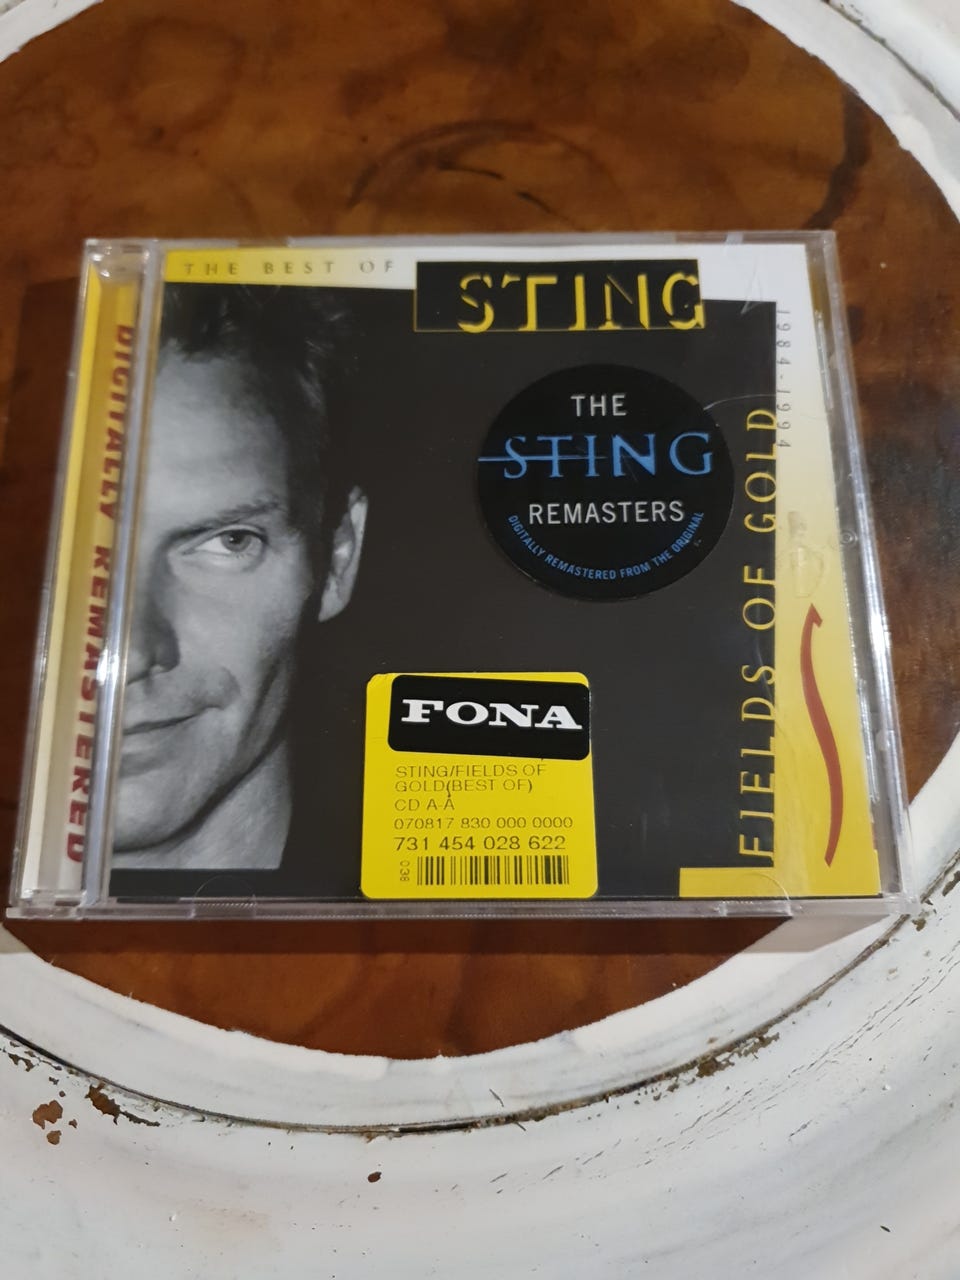 THE BEST OF STING
1984-1994
FIELDS OF GOLD
DIGITALLY REMASTERED
THE
STING
REMASTERS
DIGITALLY REMASTERED FROM THE ORIGINAL
FONA
STING/FIELDS OF
GOLD(BEST OF)
CD A-Å
070817 830 000 0000
731 454 028 622
038